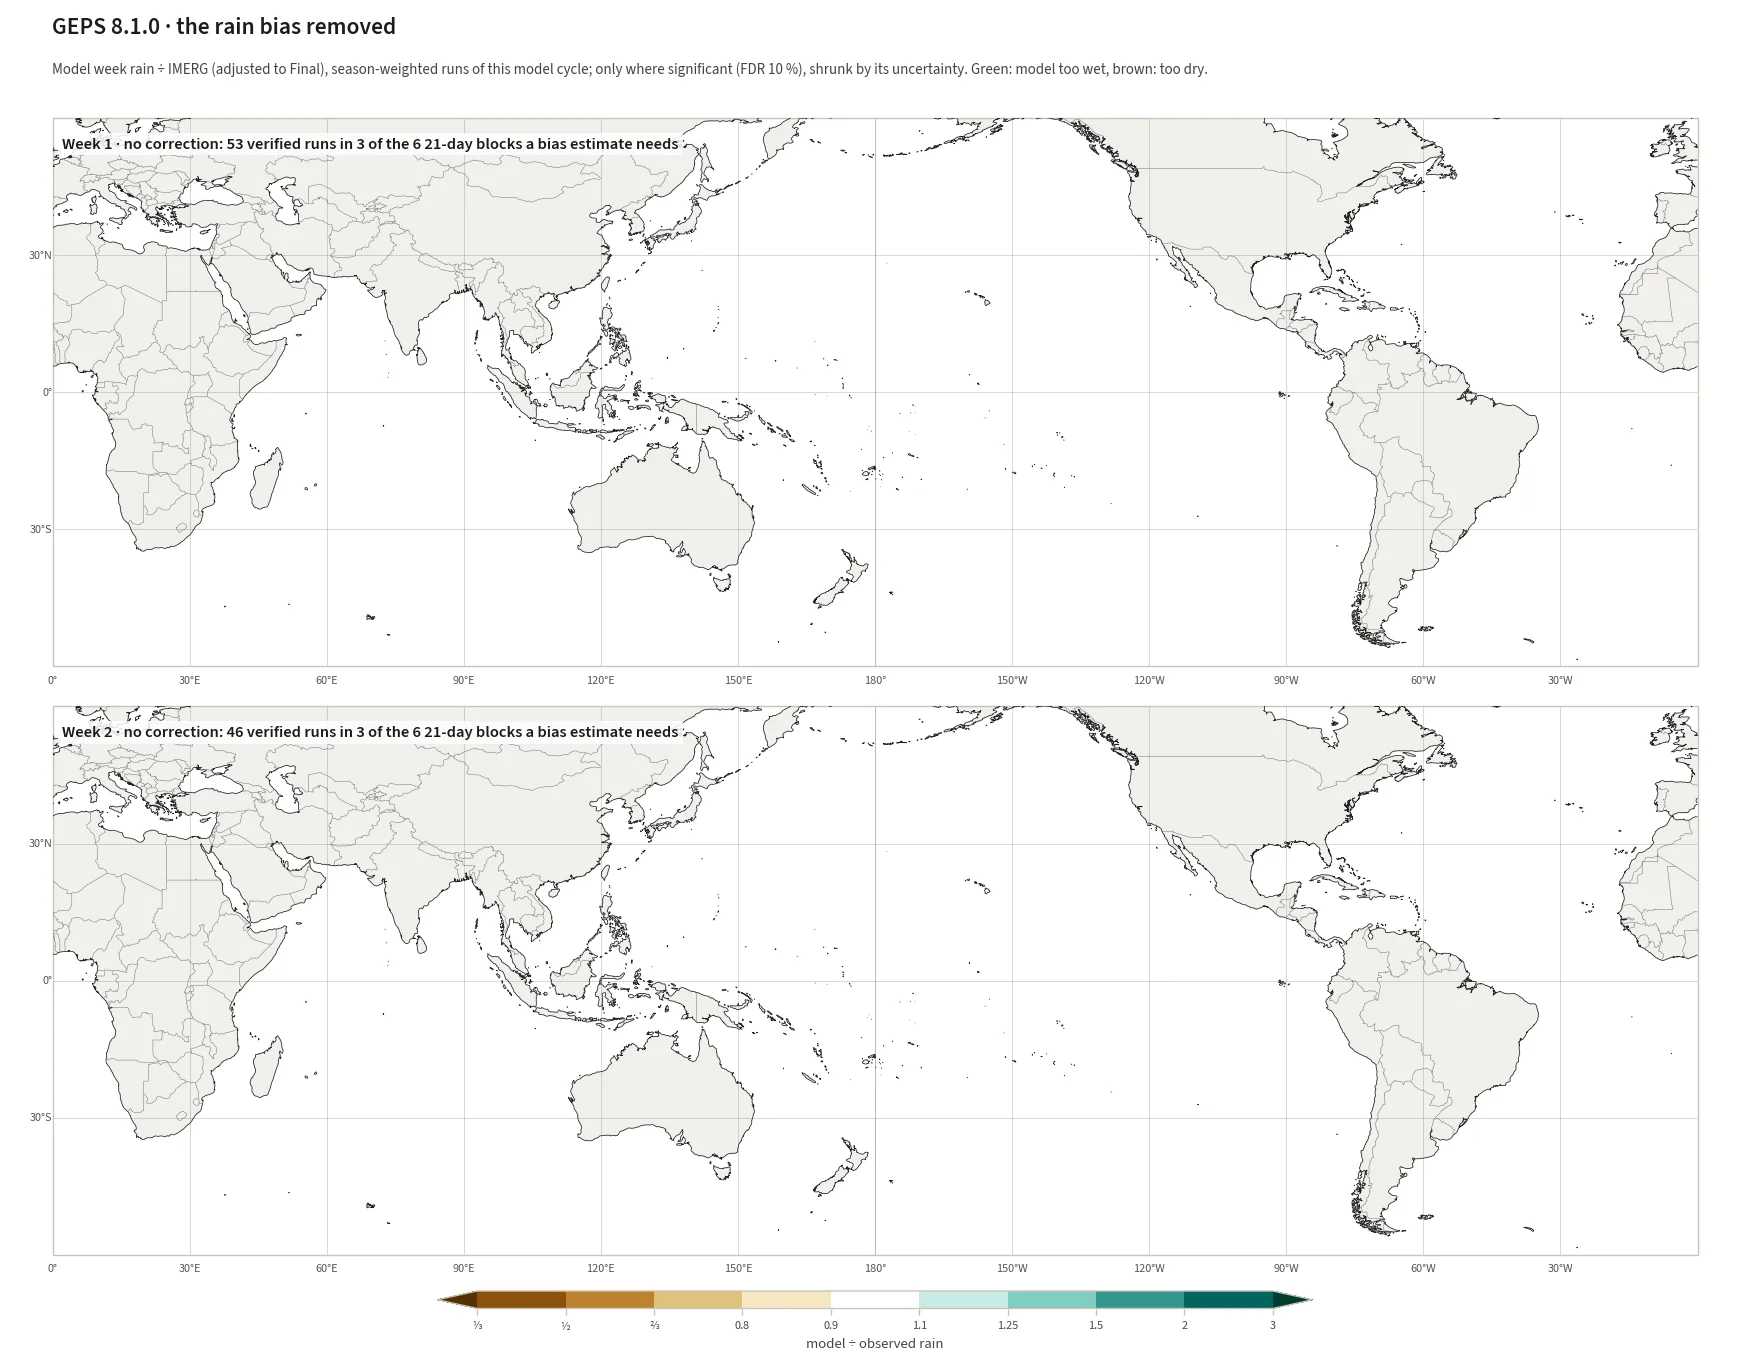 GEPS 8.1.0 · the rain bias removed
Model week rain ÷ IMERG (adjusted to Final), season-weighted runs of this model cycle; only where significant (FDR 10 %), shrunk by its uncertainty. Green: model too wet, brown: too dry.
Week 1 · no correction: 53 verified runs in 3 of the 6 21-day blocks a bias estimate needs
30°N
0°
30°S
0° 30°E 60°E 90°E 120°E 150°E 180° 150°W 120°W 90°W 60°W 30°W
Week 2 · no correction: 46 verified runs in 3 of the 6 21-day blocks a bias estimate needs
30°N
0°
30°S
0° 30°E 60°E 90°E 120°E 150°E 180° 150°W 120°W 90°W 60°W 30°W
⅓ ½ ⅔ 0.8 0.9 1.1 1.25 1.5 2 3
model ÷ observed rain